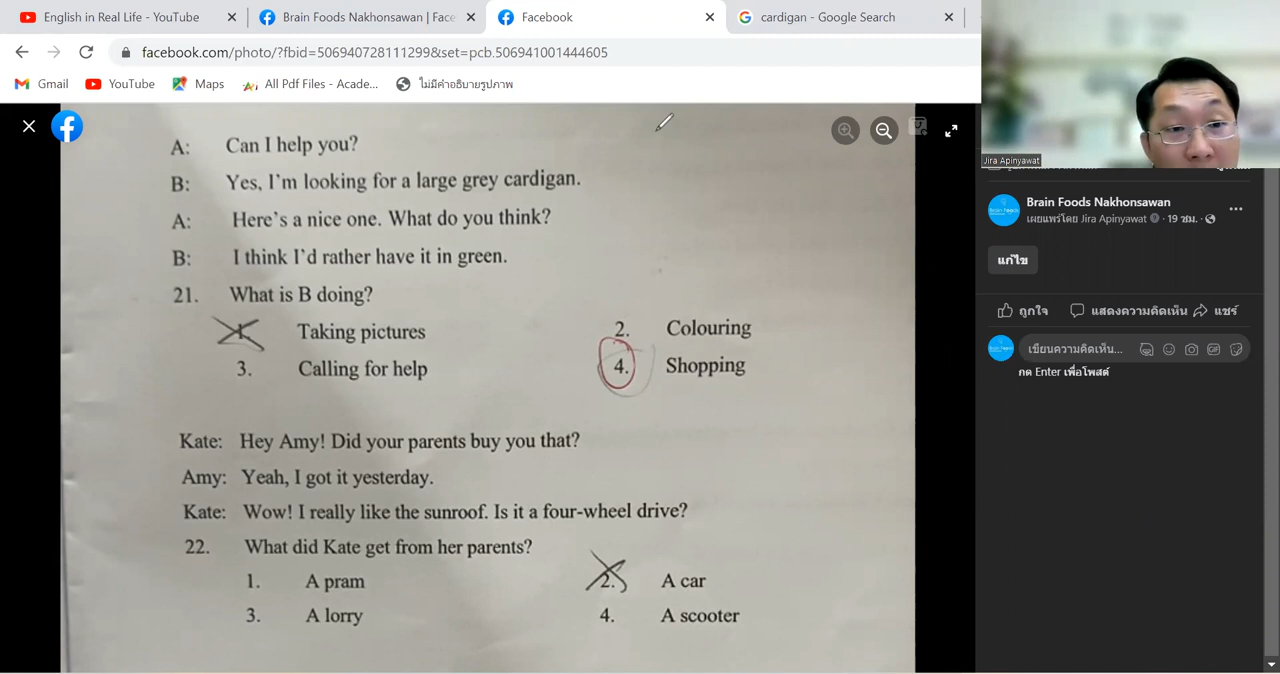 English in Real Life - YouTube
Brain Foods Nakhonsawan | Face
Facebook
cardigan - Google Search
facebook.com/photo/?fbid=506940728111299&set=pcb.506941001444605
Gmail
YouTube
Maps
All Pdf Files - Acade...
ไม่มีคำอธิบายรูปภาพ
A: Can I help you?
B: Yes, I'm looking for a large grey cardigan.
A: Here's a nice one. What do you think?
B: I think I'd rather have it in green.
21. What is B doing?
1. Taking pictures 2. Colouring
3. Calling for help 4. Shopping
Kate: Hey Amy! Did your parents buy you that?
Amy: Yeah, I got it yesterday.
Kate: Wow! I really like the sunroof. Is it a four-wheel drive?
22. What did Kate get from her parents?
1. A pram 2. A car
3. A lorry 4. A scooter
Jira Apinyawat
Brain Foods Nakhonsawan
เผยแพร่โดย Jira Apinyawat · 19 ชม. ·
แก้ไข
ถูกใจ
แสดงความคิดเห็น
แชร์
เขียนความคิดเห็น...
กด Enter เพื่อโพสต์